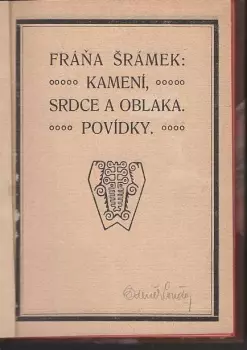 FRÁŇA ŠRÁMEK:
KAMENÍ,
SRDCE A OBLAKA.
POVÍDKY.